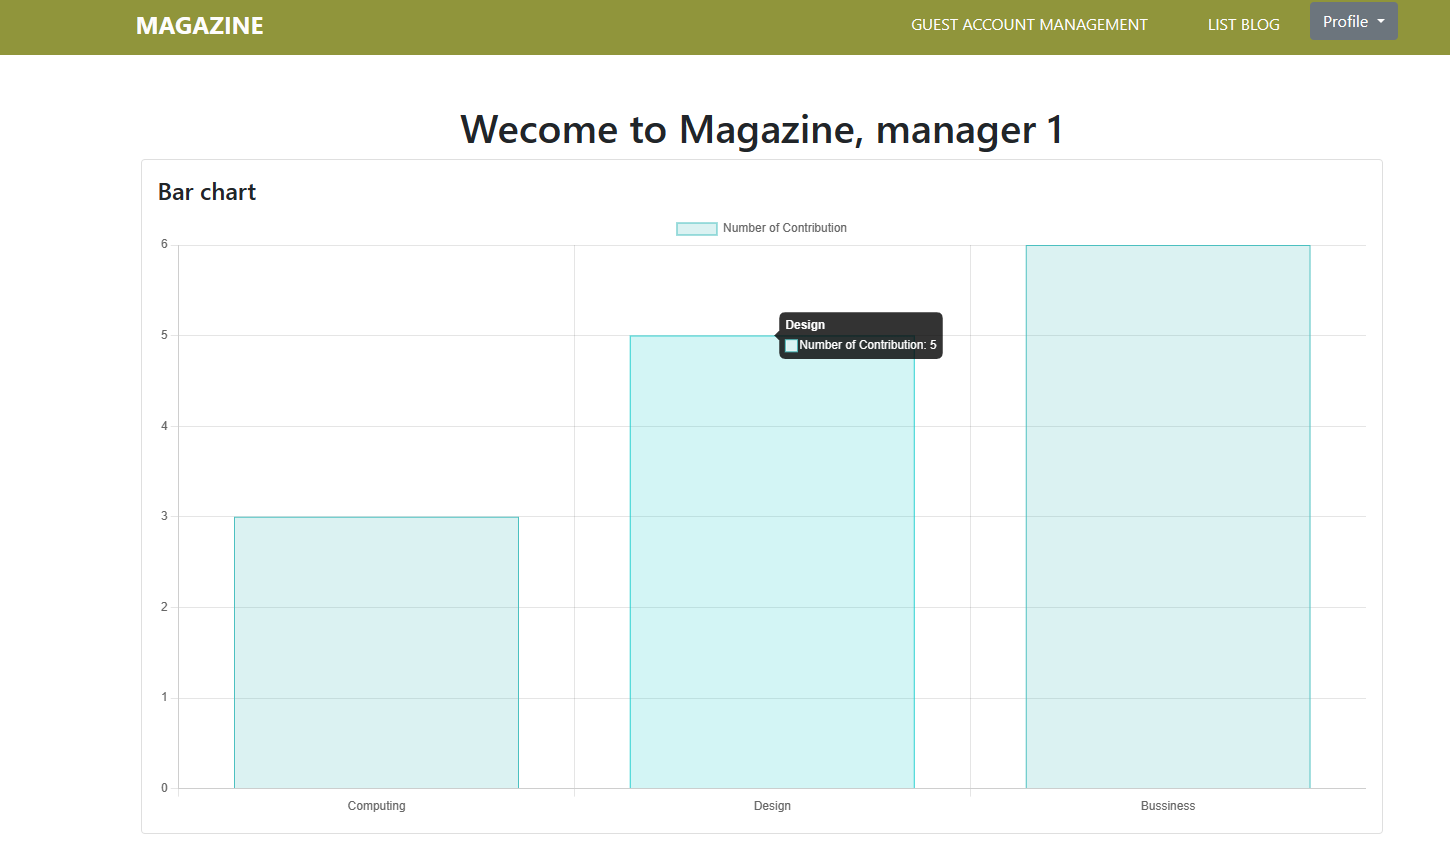 MAGAZINE
GUEST ACCOUNT MANAGEMENT
LIST BLOG
Profile
Wecome to Magazine, manager 1
Bar chart
Number of Contribution
6
5
4
3
2
1
0
Design
Number of Contribution: 5
Computing
Design
Bussiness